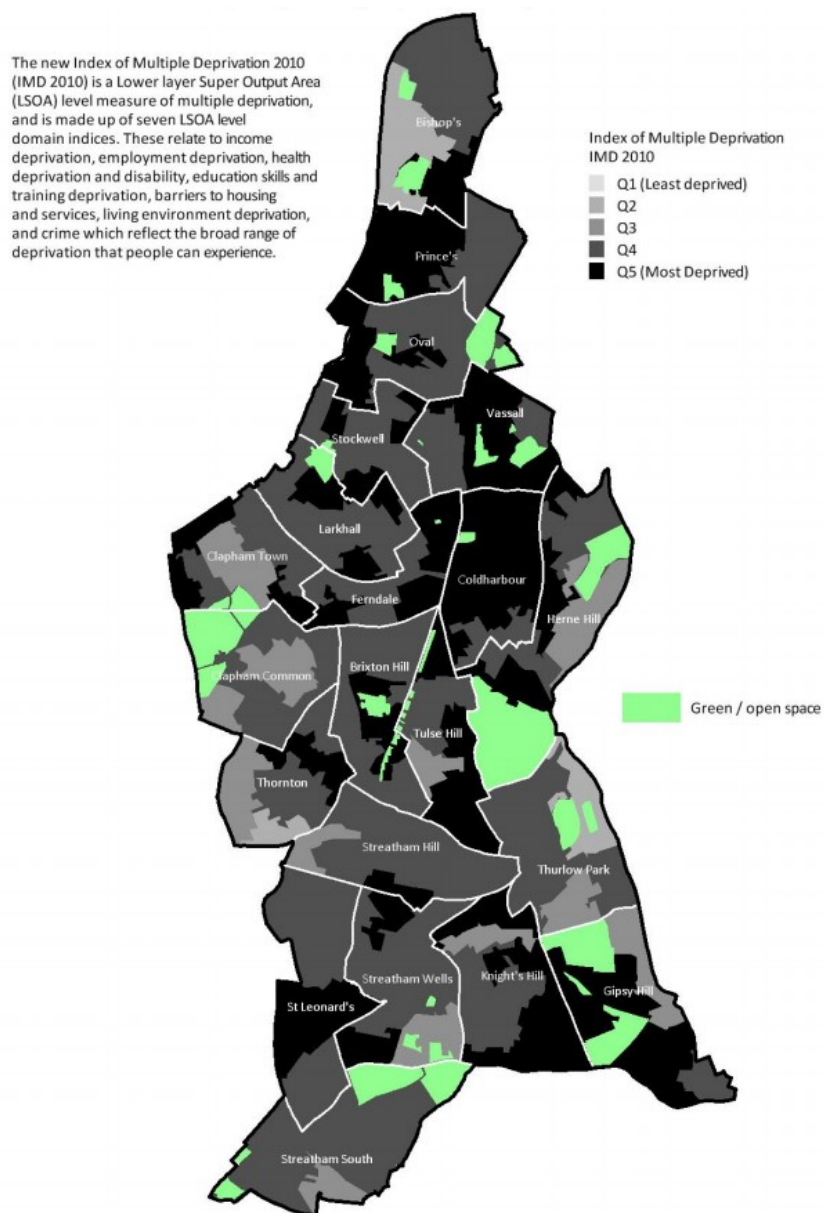 The new Index of Multiple Deprivation 2010
(IMD 2010) is a Lower layer Super Output Area
(LSOA) level measure of multiple deprivation,
and is made up of seven LSOA level
domain indices. These relate to income
deprivation, employment deprivation, health
deprivation and disability, education skills and
training deprivation, barriers to housing
and services, living environment deprivation,
and crime which reflect the broad range of
deprivation that people can experience.
Index of Multiple Deprivation
IMD 2010
Q1 (Least deprived)
Q2
Q3
Q4
Q5 (Most Deprived)
Bishop's
Prince's
Oval
Vassall
Stockwell
Larkhall
Clapham Town
Coldharbour
Ferndale
Herne Hill
Brixton Hill
Clapham Common
Green / open space
Tulse Hill
Thornton
Streatham Hill
Thurlow Park
Knight's Hill
Streatham Wells
Gipsy Hill
St Leonard's
Streatham South